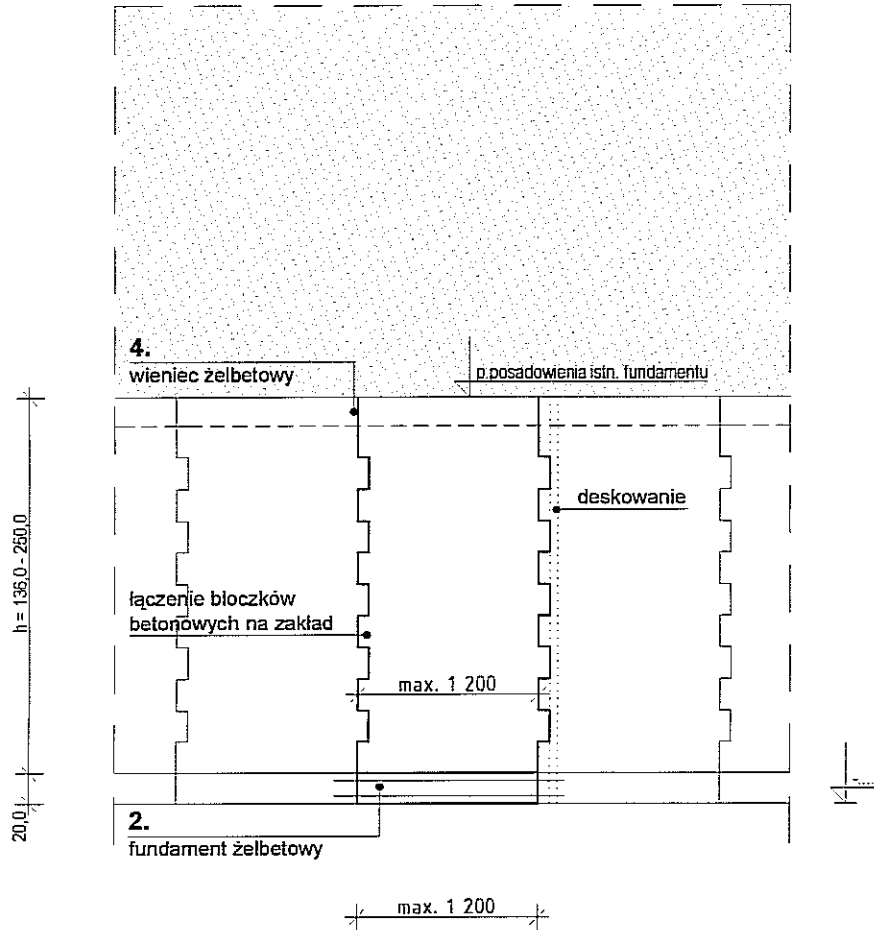 4.
wieniec żelbetowy
p.posadowienia istn. fundamentu
deskowanie
h = 136,0 - 250,0
łączenie bloczków
betonowych na zakład
max. 1 200
20,0
2.
fundament żelbetowy
max. 1 200